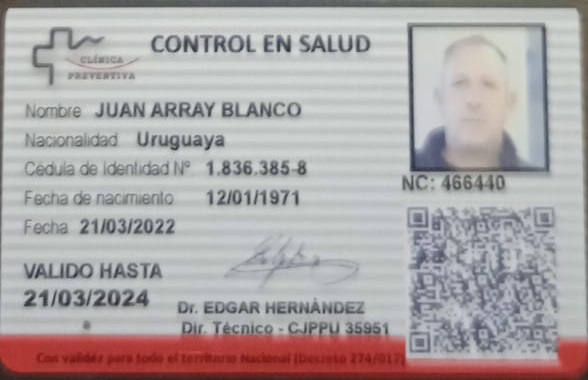 CLÍNICA
PREVENTIVA
CONTROL EN SALUD
Nombre JUAN ARRAY BLANCO
Nacionalidad Uruguaya
Cédula de Identidad Nº 1.836.385-8
Fecha de nacimiento 12/01/1971
Fecha 21/03/2022
NC: 466440
VALIDO HASTA
21/03/2024
Dr. EDGAR HERNÀNDEZ
Dir. Técnico - CJPPU 35951
Con validéz para todo el territorio Nacional (Decreto 274/017)